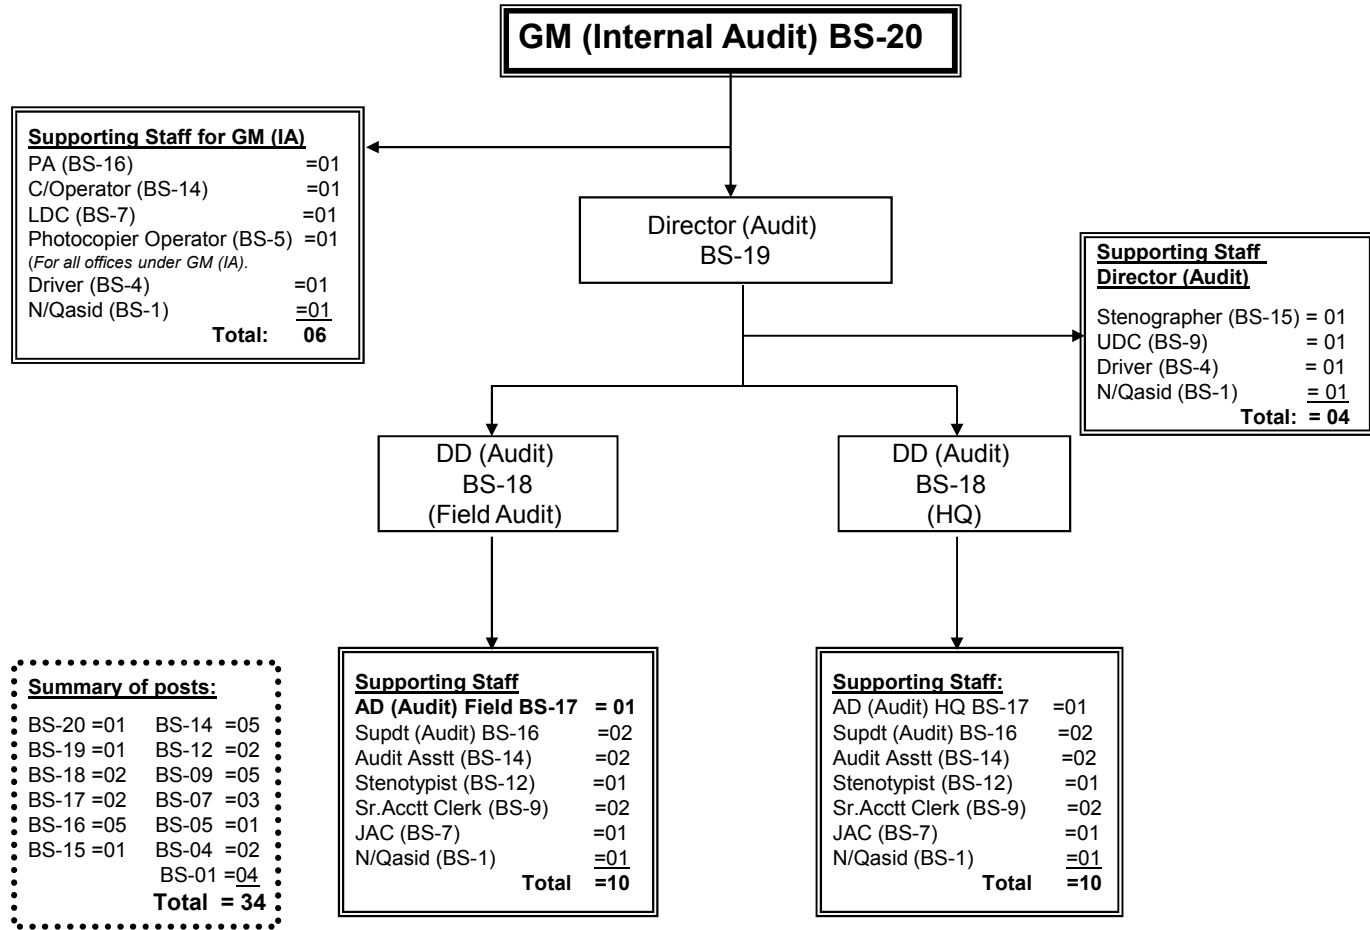 GM (Internal Audit) BS-20
Supporting Staff for GM (IA)
PA (BS-16) =01
C/Operator (BS-14) =01
LDC (BS-7) =01
Photocopier Operator (BS-5) =01
(For all offices under GM (IA).
Driver (BS-4) =01
N/Qasid (BS-1) =01
Total: 06
Director (Audit)
BS-19
Supporting Staff
Director (Audit)
Stenographer (BS-15) = 01
UDC (BS-9) = 01
Driver (BS-4) = 01
N/Qasid (BS-1) = 01
Total: = 04
DD (Audit)
BS-18
(Field Audit)
DD (Audit)
BS-18
(HQ)
Summary of posts:
BS-20 =01 BS-14 =05
BS-19 =01 BS-12 =02
BS-18 =02 BS-09 =05
BS-17 =02 BS-07 =03
BS-16 =05 BS-05 =01
BS-15 =01 BS-04 =02
BS-01 =04
Total = 34
Supporting Staff
AD (Audit) Field BS-17 = 01
Supdt (Audit) BS-16 =02
Audit Asstt (BS-14) =02
Stenotypist (BS-12) =01
Sr.Acctt Clerk (BS-9) =02
JAC (BS-7) =01
N/Qasid (BS-1) =01
Total =10
Supporting Staff:
AD (Audit) HQ BS-17 =01
Supdt (Audit) BS-16 =02
Audit Asstt (BS-14) =02
Stenotypist (BS-12) =01
Sr.Acctt Clerk (BS-9) =02
JAC (BS-7) =01
N/Qasid (BS-1) =01
Total =10